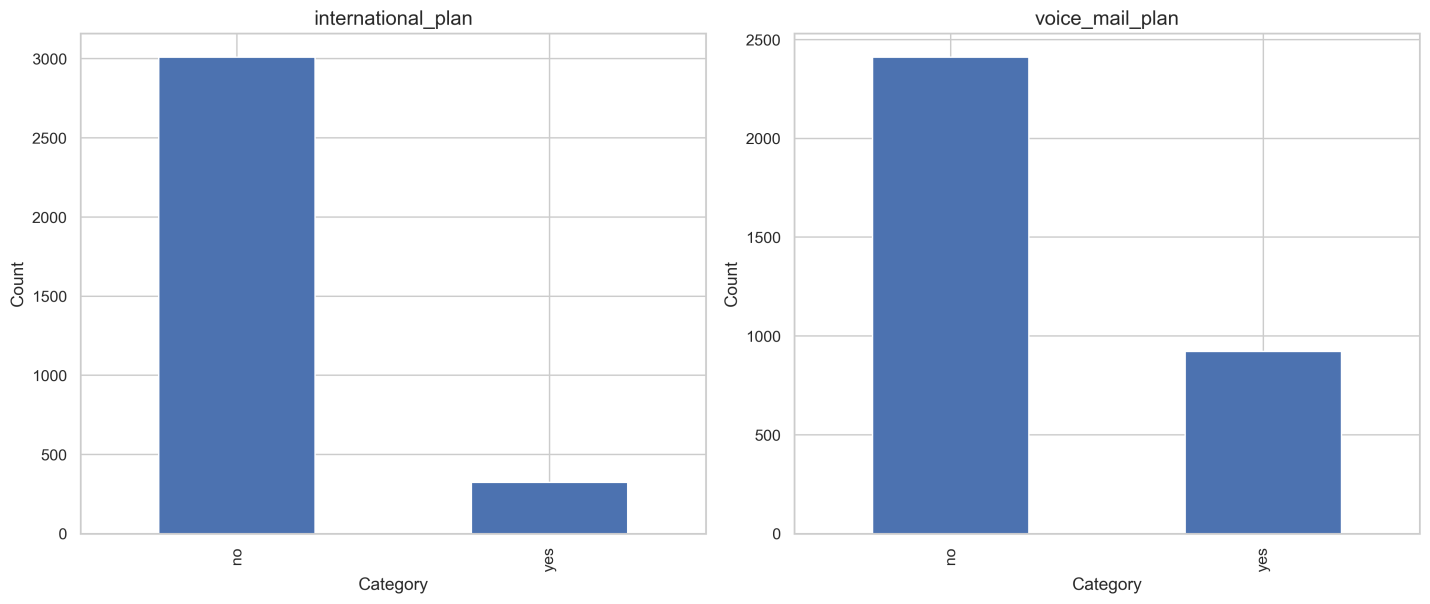 international_plan
3000
2500
2000
1500
1000
500
0
Count
no
yes
Category
voice_mail_plan
2500
2000
1500
1000
500
0
Count
no
yes
Category